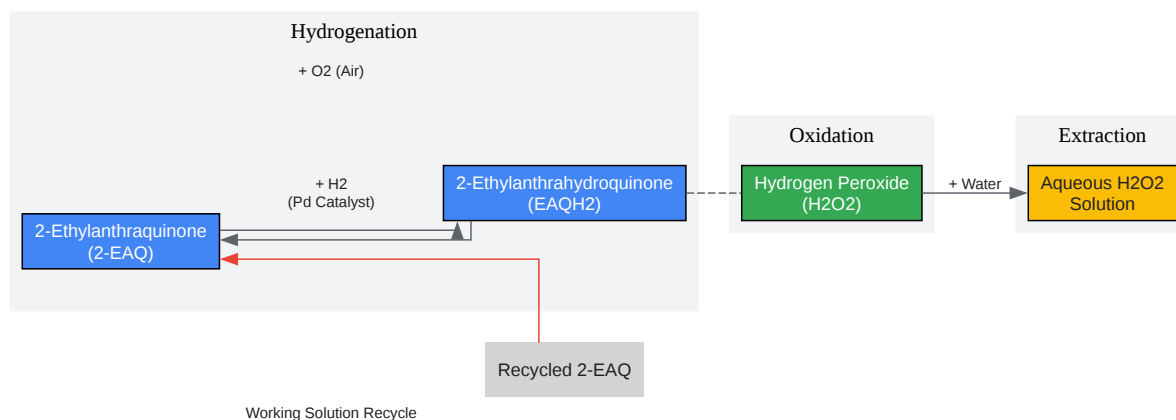 Hydrogenation
+ O2 (Air)
Oxidation
Extraction
+ H2
(Pd Catalyst)
2-Ethylanthrahydroquinone
(EAQH2)
Hydrogen Peroxide
(H2O2)
+ Water
Aqueous H2O2
Solution
2-Ethylanthraquinone
(2-EAQ)
Recycled 2-EAQ
Working Solution Recycle